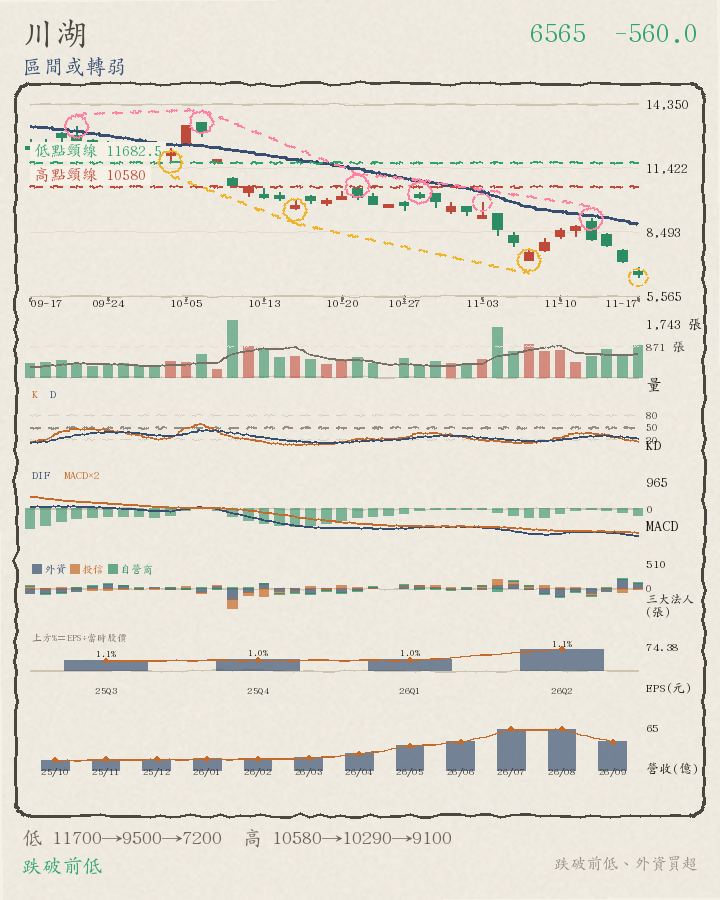 川湖
6565 -560.0
區間或轉弱
14,350
低點頸線 11682.5
11,422
高點頸線 10580
8,493
5,565
09-17 09-24 10-05 10-13 10-20 10-27 11-03 11-10 11-17
1,743 張
871 張
量
K D
80
50
20
KD
DIF MACD×2
965
0
MACD
510
外資 投信 自營商
0
三大法人
(張)
上方%=EPS÷當時股價
74.38
1.1% 1.0% 1.0% 1.1%
25Q3 25Q4 26Q1 26Q2
EPS(元)
65
營收(億)
25/10 25/11 25/12 26/01 26/02 26/03 26/04 26/05 26/06 26/07 26/08 26/09
低 11700→9500→7200 高 10580→10290→9100
跌破前低
跌破前低、外資買超